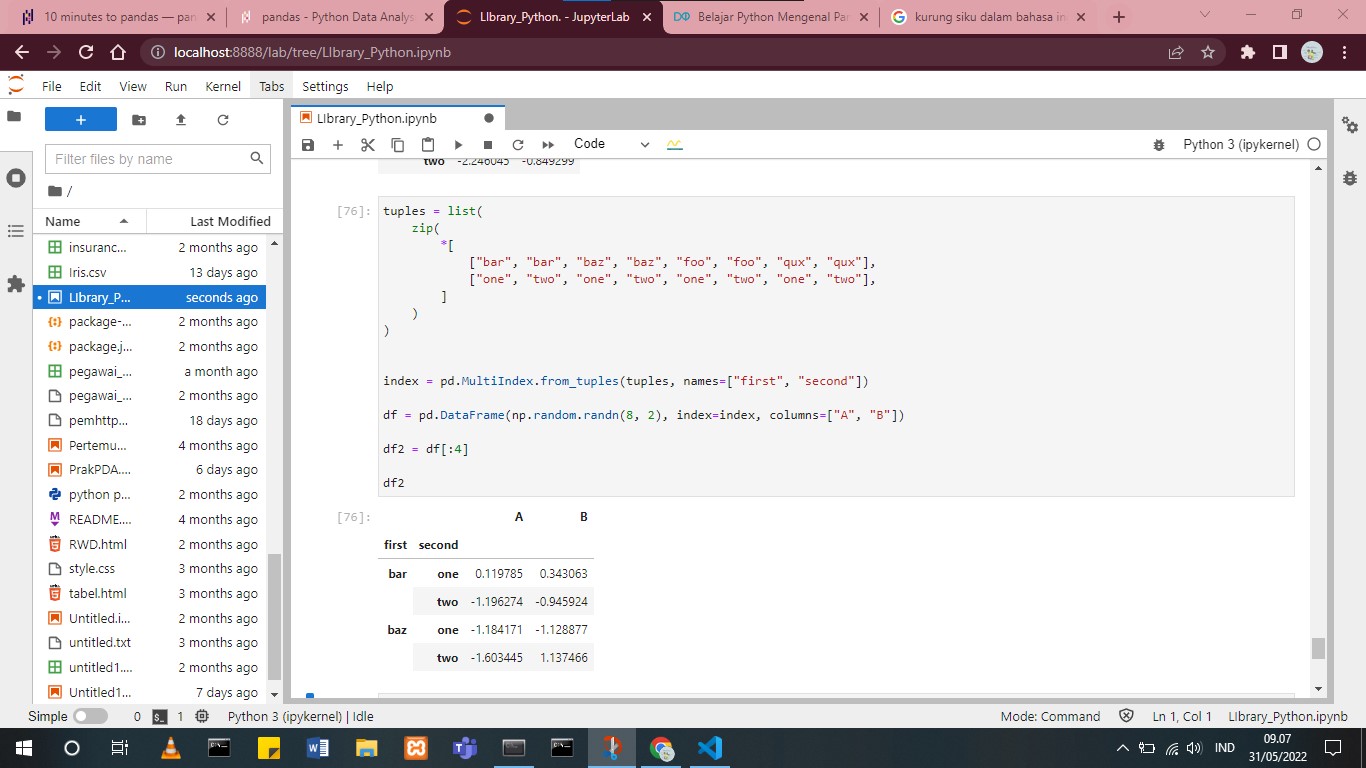 10 minutes to pandas — pan
pandas - Python Data Analys
LIbrary_Python. - JupyterLab
Belajar Python Mengenal Pan
kurung siku dalam bahasa in
localhost:8888/lab/tree/LIbrary_Python.ipynb
File Edit View Run Kernel Tabs Settings Help
LIbrary_Python.ipynb
Filter files by name
Code
Python 3 (ipykernel)
/
Name Last Modified
insuranc... 2 months ago
Iris.csv 13 days ago
LIbrary_P... seconds ago
package-... 2 months ago
package.j... 2 months ago
pegawai_... a month ago
pegawai_... 2 months ago
pemhttp... 18 days ago
Pertemu... 4 months ago
PrakPDA.... 6 days ago
python p... 2 months ago
README.... 4 months ago
RWD.html 2 months ago
style.css 3 months ago
tabel.html 3 months ago
Untitled.i... 2 months ago
untitled.txt 3 months ago
untitled1.... 2 months ago
Untitled1... 7 days ago
two -2.246045 -0.849299
[76]: tuples = list(
zip(
*[
["bar", "bar", "baz", "baz", "foo", "foo", "qux", "qux"],
["one", "two", "one", "two", "one", "two", "one", "two"],
]
)
)
index = pd.MultiIndex.from_tuples(tuples, names=["first", "second"])
df = pd.DataFrame(np.random.randn(8, 2), index=index, columns=["A", "B"])
df2 = df[:4]
df2
[76]: A B
first second
bar one 0.119785 0.343063
two -1.196274 -0.945924
baz one -1.184171 -1.128877
two -1.603445 1.137466
Simple 0 1 Python 3 (ipykernel) | Idle Mode: Command Ln 1, Col 1 LIbrary_Python.ipynb
IND
09.07
31/05/2022